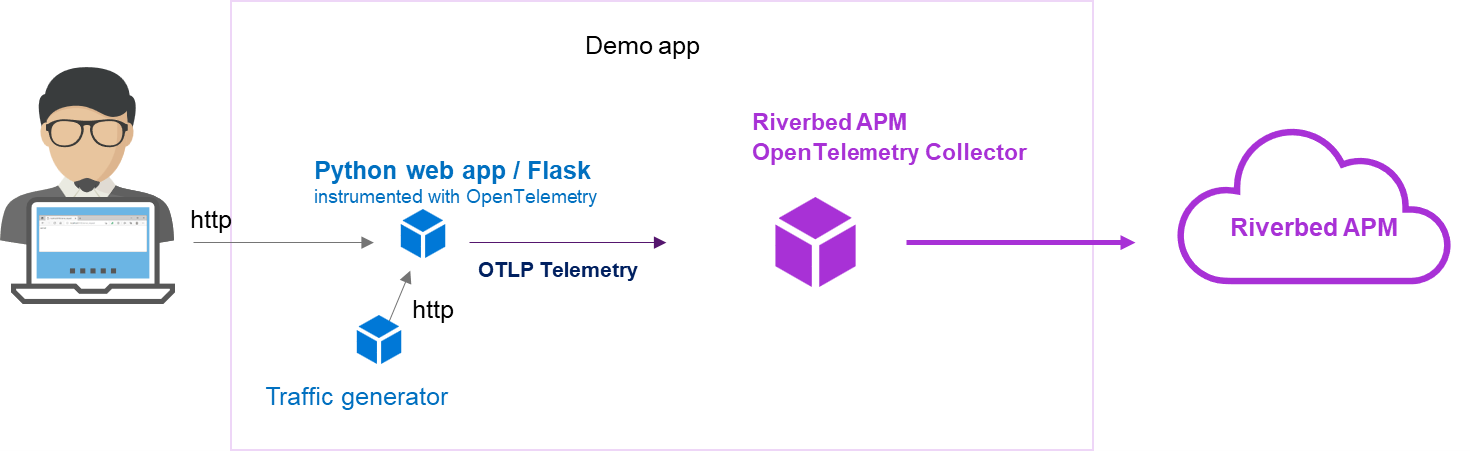 Demo app
Riverbed APM
OpenTelemetry Collector
Python web app / Flask
instrumented with OpenTelemetry
http
Riverbed APM
OTLP Telemetry
http
Traffic generator